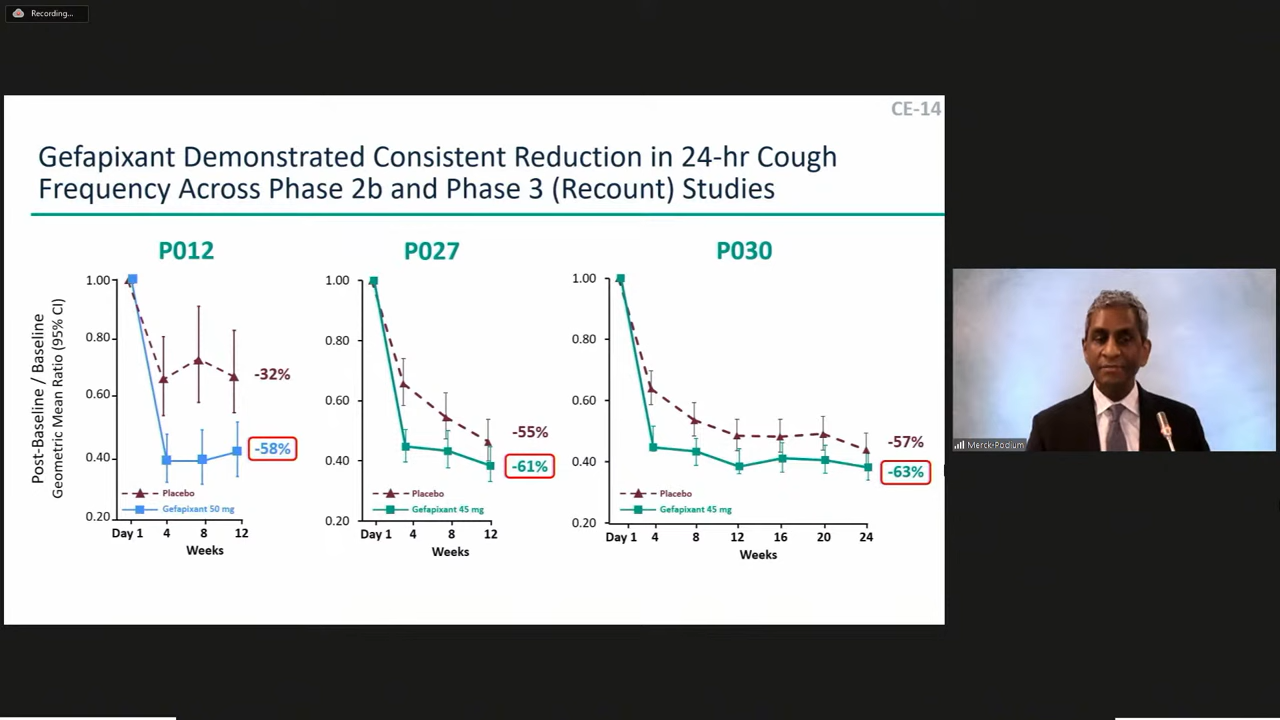 Recording...
CE-14
Gefapixant Demonstrated Consistent Reduction in 24-hr Cough
Frequency Across Phase 2b and Phase 3 (Recount) Studies
Post-Baseline / Baseline
Geometric Mean Ratio (95% CI)
P012
1.00
0.80
0.60
0.40
0.20
-32%
-58%
Placebo
Gefapixant 50 mg
Day 1 4 8 12
Weeks
P027
1.00
0.80
0.60
0.40
0.20
-55%
-61%
Placebo
Gefapixant 45 mg
Day 1 4 8 12
Weeks
P030
1.00
0.80
0.60
0.40
0.20
-57%
-63%
Placebo
Gefapixant 45 mg
Day 1 4 8 12 16 20 24
Weeks
Merck-Podium